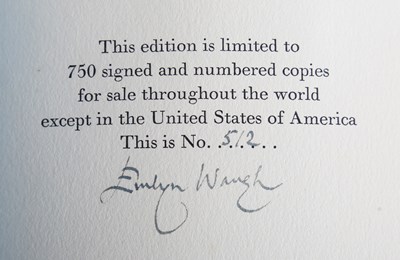 This edition is limited to
750 signed and numbered copies
for sale throughout the world
except in the United States of America
This is No. .512. . .
Evelyn Waugh